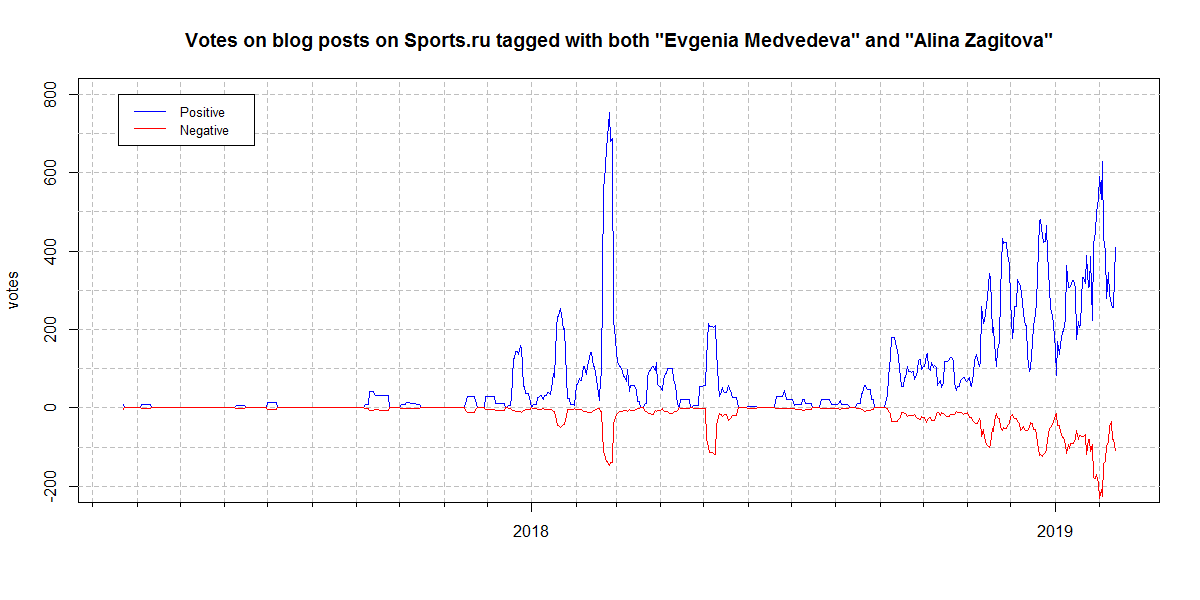 Votes on blog posts on Sports.ru tagged with both "Evgenia Medvedeva" and "Alina Zagitova"
800
Positive
Negative
600
400
votes
200
0
-200
2018 2019